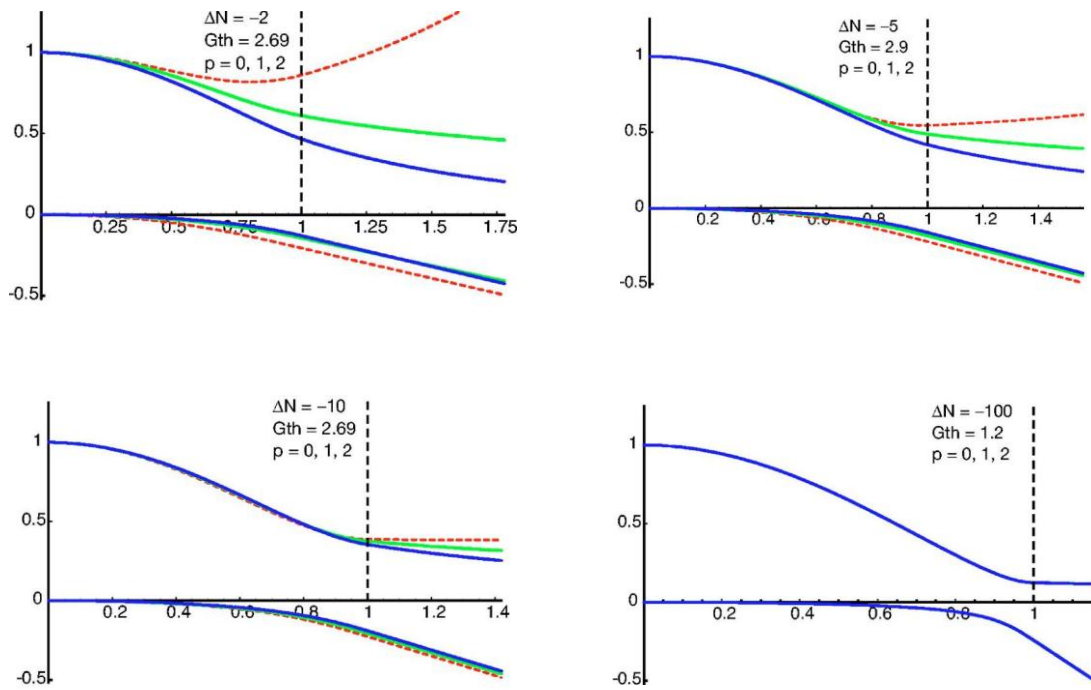 ΔN = −2
Gth = 2.69
p = 0, 1, 2
1
0.5
0
-0.5
0.25 0.5 0.75 1 1.25 1.5 1.75
ΔN = −5
Gth = 2.9
p = 0, 1, 2
1
0.5
0
-0.5
0.2 0.4 0.6 0.8 1 1.2 1.4
ΔN = −10
Gth = 2.69
p = 0, 1, 2
1
0.5
0
-0.5
0.2 0.4 0.6 0.8 1 1.2 1.4
ΔN = −100
Gth = 1.2
p = 0, 1, 2
1
0.5
0
-0.5
0.2 0.4 0.6 0.8 1